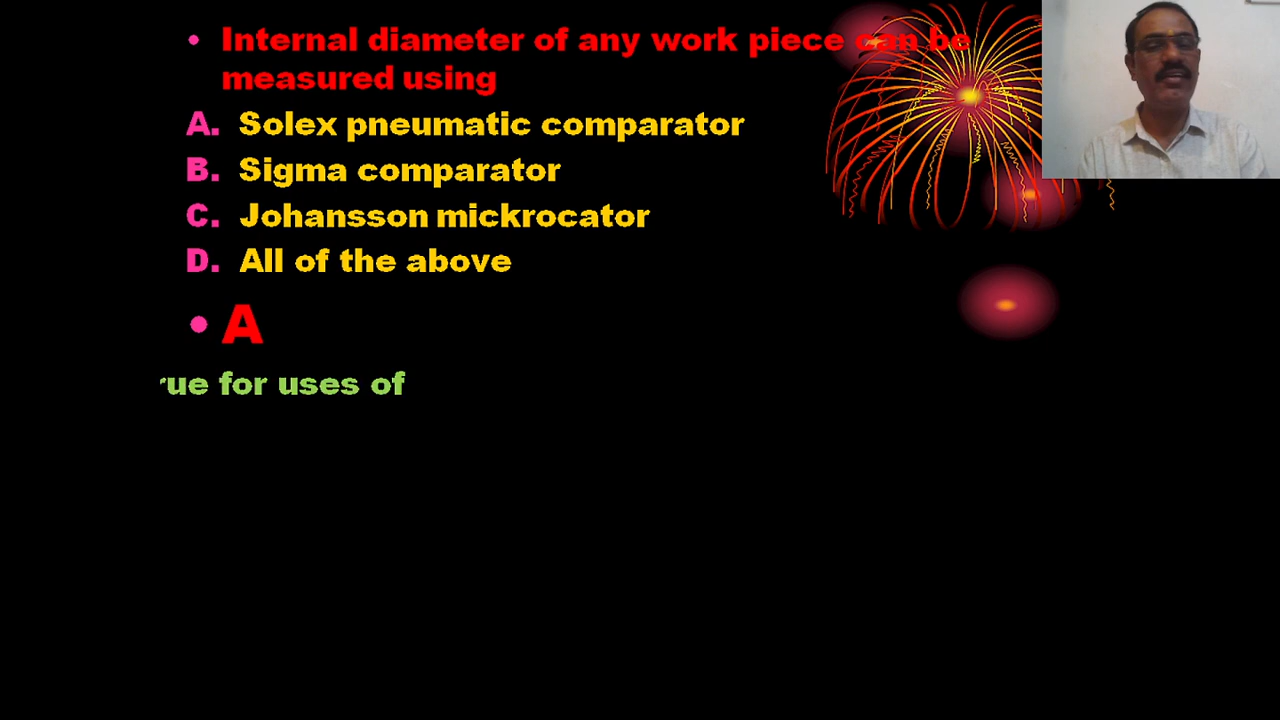 • Internal diameter of any work piece can be
measured using
A. Solex pneumatic comparator
B. Sigma comparator
C. Johansson mickrocator
D. All of the above
• A
rue for uses of